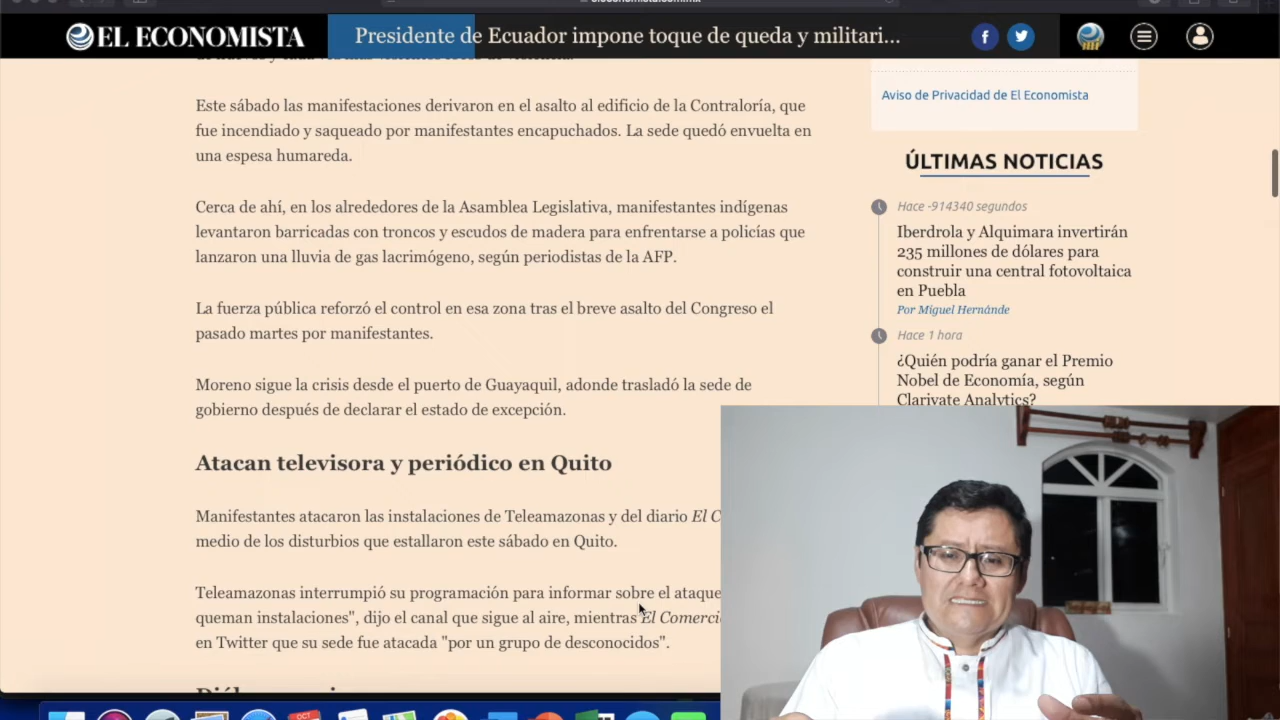 EL ECONOMISTA
Presidente de Ecuador impone toque de queda y militari...
Este sábado las manifestaciones derivaron en el asalto al edificio de la Contraloría, que
fue incendiado y saqueado por manifestantes encapuchados. La sede quedó envuelta en
una espesa humareda.
Cerca de ahí, en los alrededores de la Asamblea Legislativa, manifestantes indígenas
levantaron barricadas con troncos y escudos de madera para enfrentarse a policías que
lanzaron una lluvia de gas lacrimógeno, según periodistas de la AFP.
La fuerza pública reforzó el control en esa zona tras el breve asalto del Congreso el
pasado martes por manifestantes.
Moreno sigue la crisis desde el puerto de Guayaquil, adonde trasladó la sede de
gobierno después de declarar el estado de excepción.
Atacan televisora y periódico en Quito
Manifestantes atacaron las instalaciones de Teleamazonas y del diario El C
medio de los disturbios que estallaron este sábado en Quito.
Teleamazonas interrumpió su programación para informar sobre el ataque
queman instalaciones", dijo el canal que sigue al aire, mientras El Comerci
en Twitter que su sede fue atacada "por un grupo de desconocidos".
Aviso de Privacidad de El Economista
ÚLTIMAS NOTICIAS
Hace -914340 segundos
Iberdrola y Alquimara invertirán
235 millones de dólares para
construir una central fotovoltaica
en Puebla
Por Miguel Hernánde
Hace 1 hora
¿Quién podría ganar el Premio
Nobel de Economía, según
Clarivate Analytics?
OCT